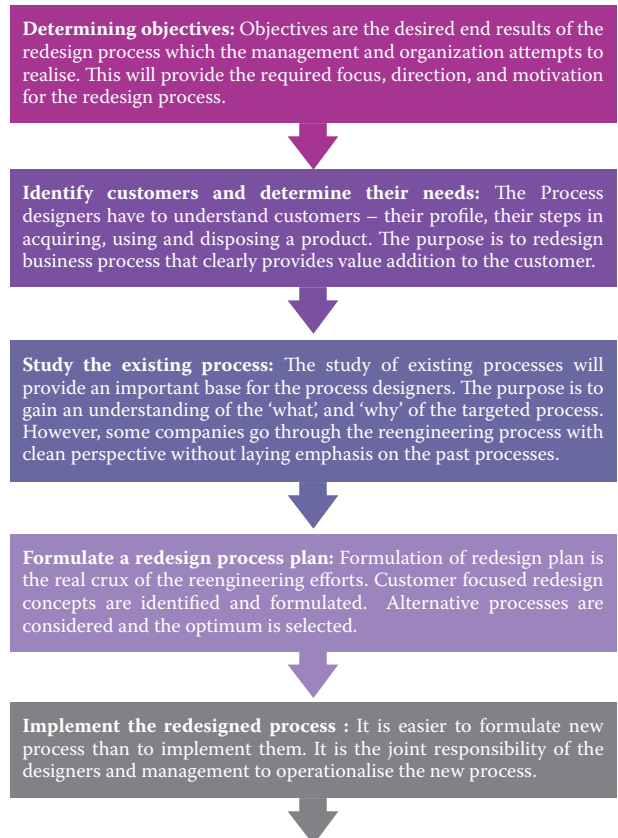 Determining objectives: Objectives are the desired end results of the
redesign process which the management and organization attempts to
realise. This will provide the required focus, direction, and motivation
for the redesign process.
Identify customers and determine their needs: The Process
designers have to understand customers – their profile, their steps in
acquiring, using and disposing a product. The purpose is to redesign
business process that clearly provides value addition to the customer.
Study the existing process: The study of existing processes will
provide an important base for the process designers. The purpose is to
gain an understanding of the ‘what’, and ‘why’ of the targeted process.
However, some companies go through the reengineering process with
clean perspective without laying emphasis on the past processes.
Formulate a redesign process plan: Formulation of redesign plan is
the real crux of the reengineering efforts. Customer focused redesign
concepts are identified and formulated. Alternative processes are
considered and the optimum is selected.
Implement the redesigned process : It is easier to formulate new
process than to implement them. It is the joint responsibility of the
designers and management to operationalise the new process.